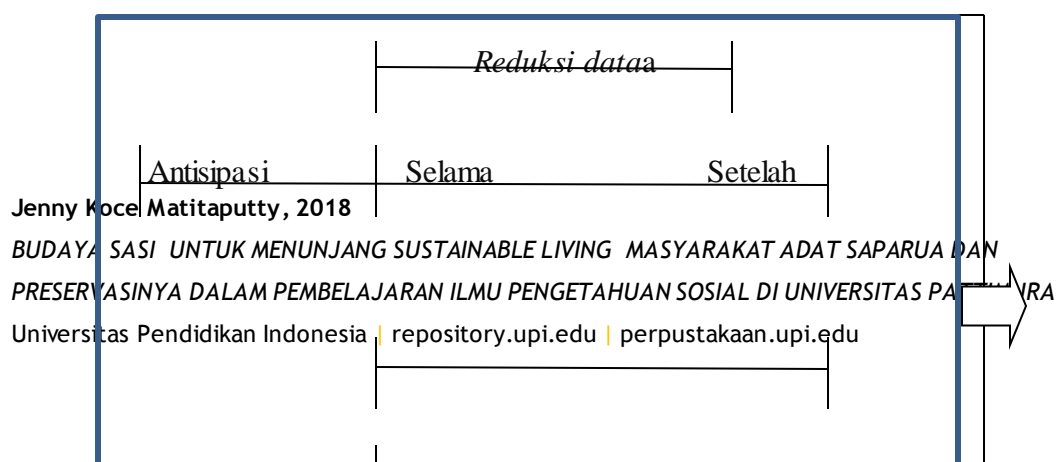 Reduksi dataa
Antisipasi Selama Setelah
Jenny Koce Matitaputty, 2018
BUDAYA SASI UNTUK MENUNJANG SUSTAINABLE LIVING MASYARAKAT ADAT SAPARUA DAN
PRESERVASINYA DALAM PEMBELAJARAN ILMU PENGETAHUAN SOSIAL DI UNIVERSITAS
Universitas Pendidikan Indonesia | repository.upi.edu | perpustakaan.upi.edu